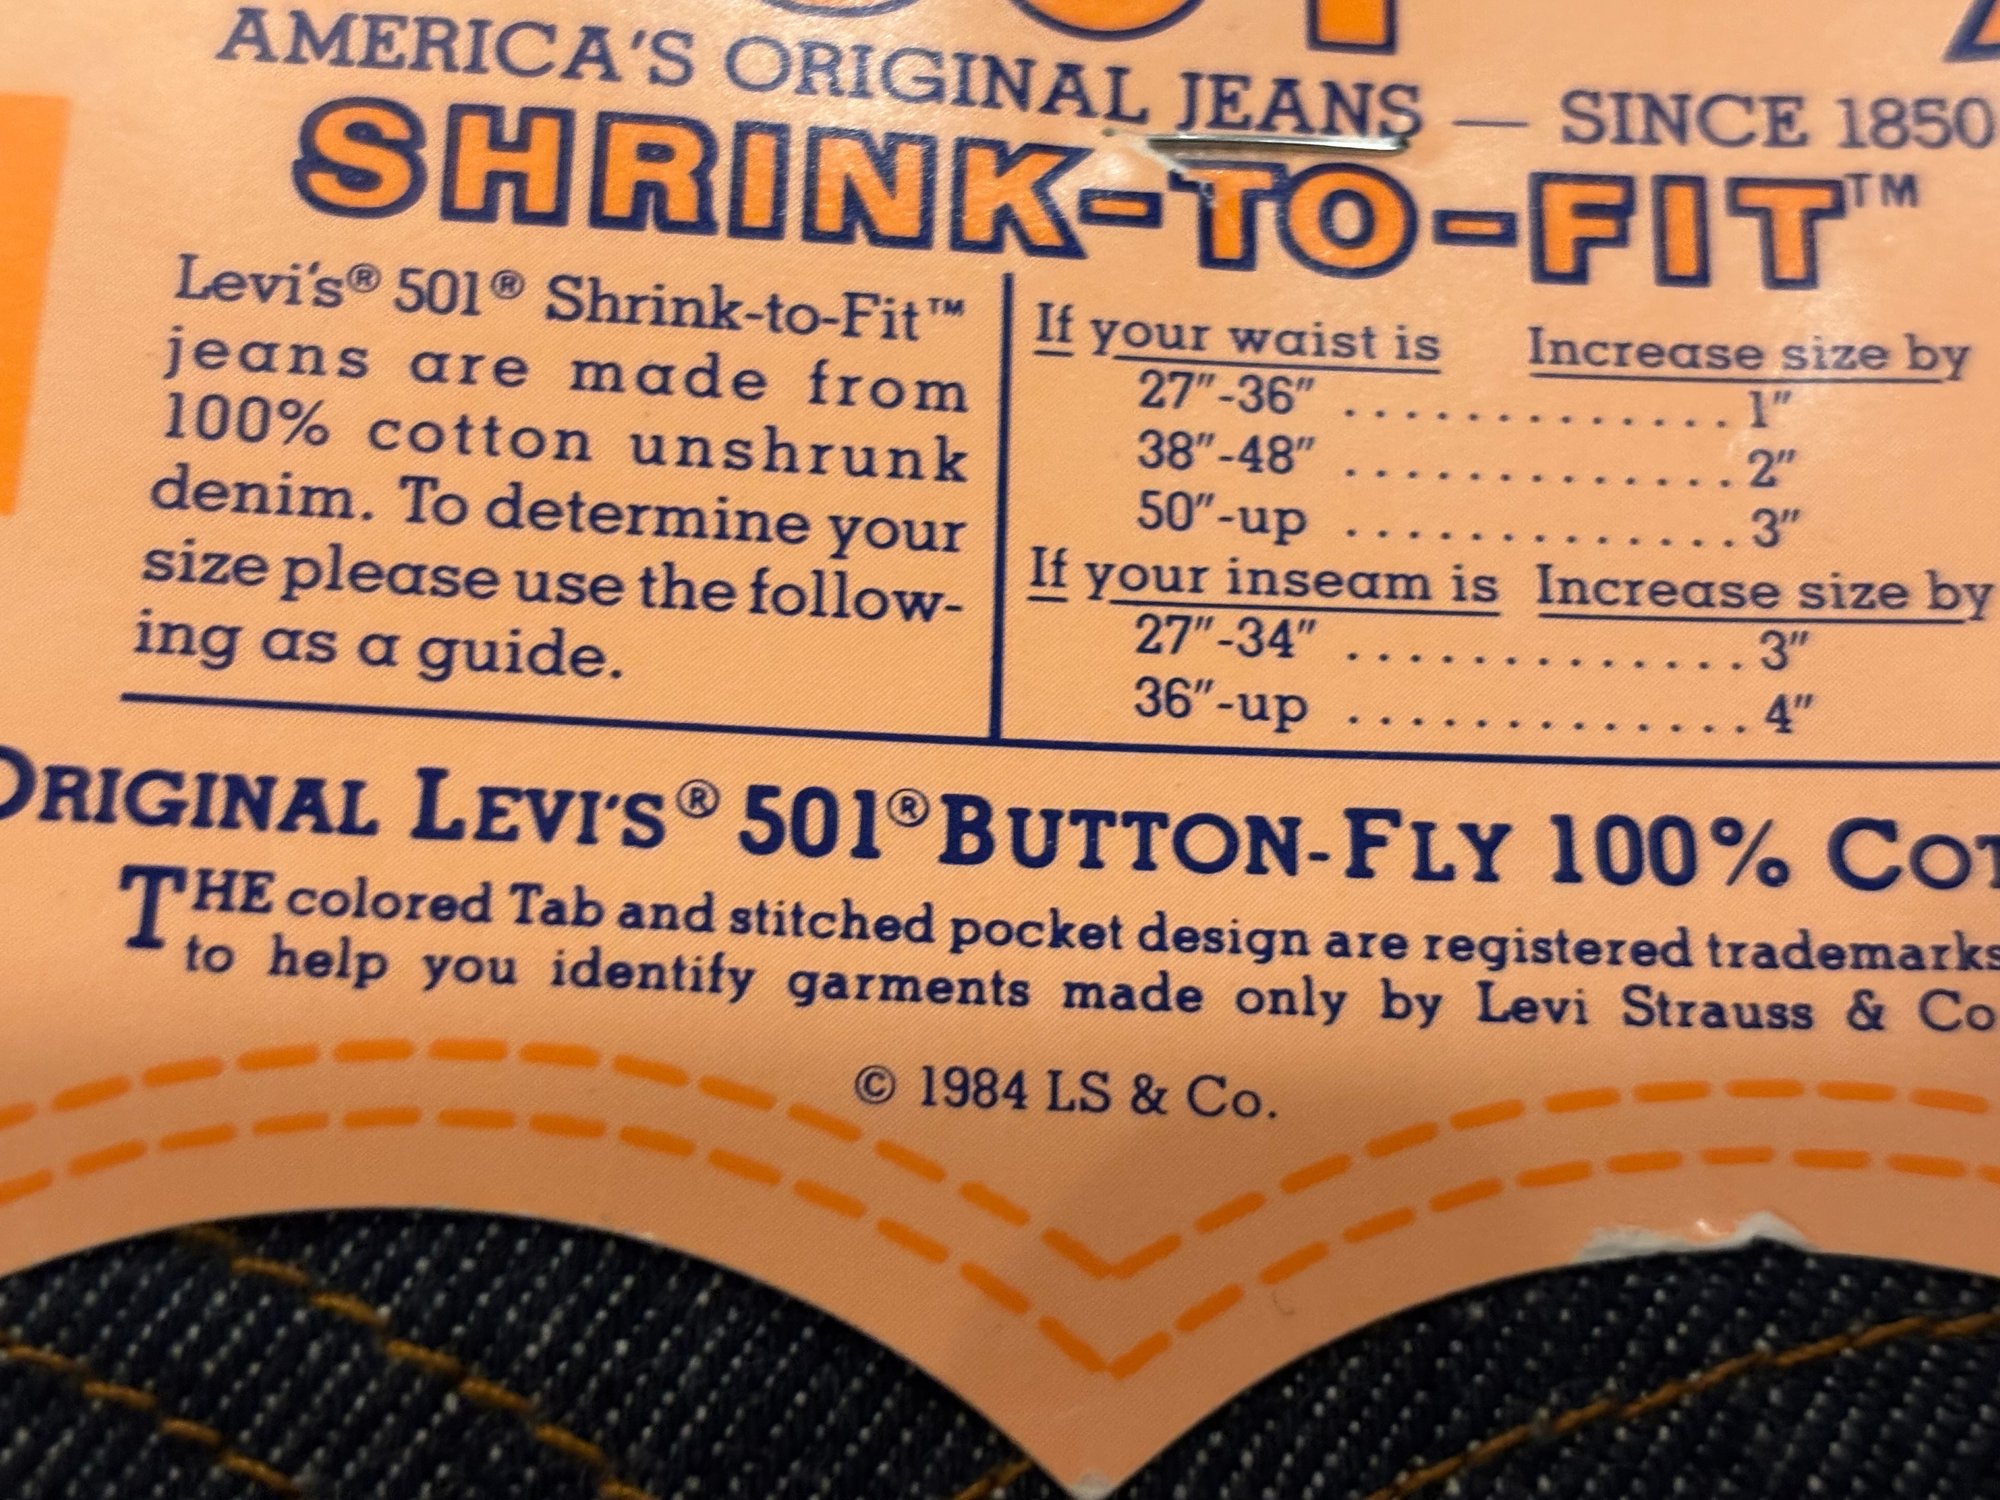 AMERICA'S ORIGINAL JEANS — SINCE 1850
SHRINK-TO-FIT™
Levi's® 501® Shrink-to-Fit™
jeans are made from
100% cotton unshrunk
denim. To determine your
size please use the follow-
ing as a guide.
If your waist is Increase size by
27"-36" ............. 1"
38"-48" ............. 2"
50"-up ............. 3"
If your inseam is Increase size by
27"-34" ............. 3"
36"-up ............. 4"
ORIGINAL LEVI'S® 501® BUTTON-FLY 100%
THE colored Tab and stitched pocket design are registered trademarks
to help you identify garments made only by Levi Strauss & Co
© 1984 LS & Co.